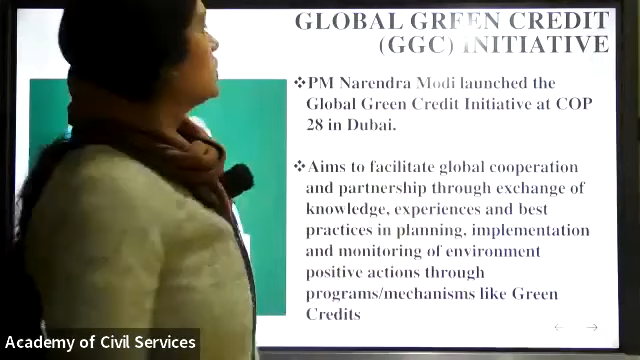 GLOBAL GREEN CREDIT
(GGC) INITIATIVE
❖PM Narendra Modi launched the
Global Green Credit Initiative at COP
28 in Dubai.
❖Aims to facilitate global cooperation
and partnership through exchange of
knowledge, experiences and best
practices in planning, implementation
and monitoring of environment
positive actions through
programs/mechanisms like Green
Credits
Academy of Civil Services